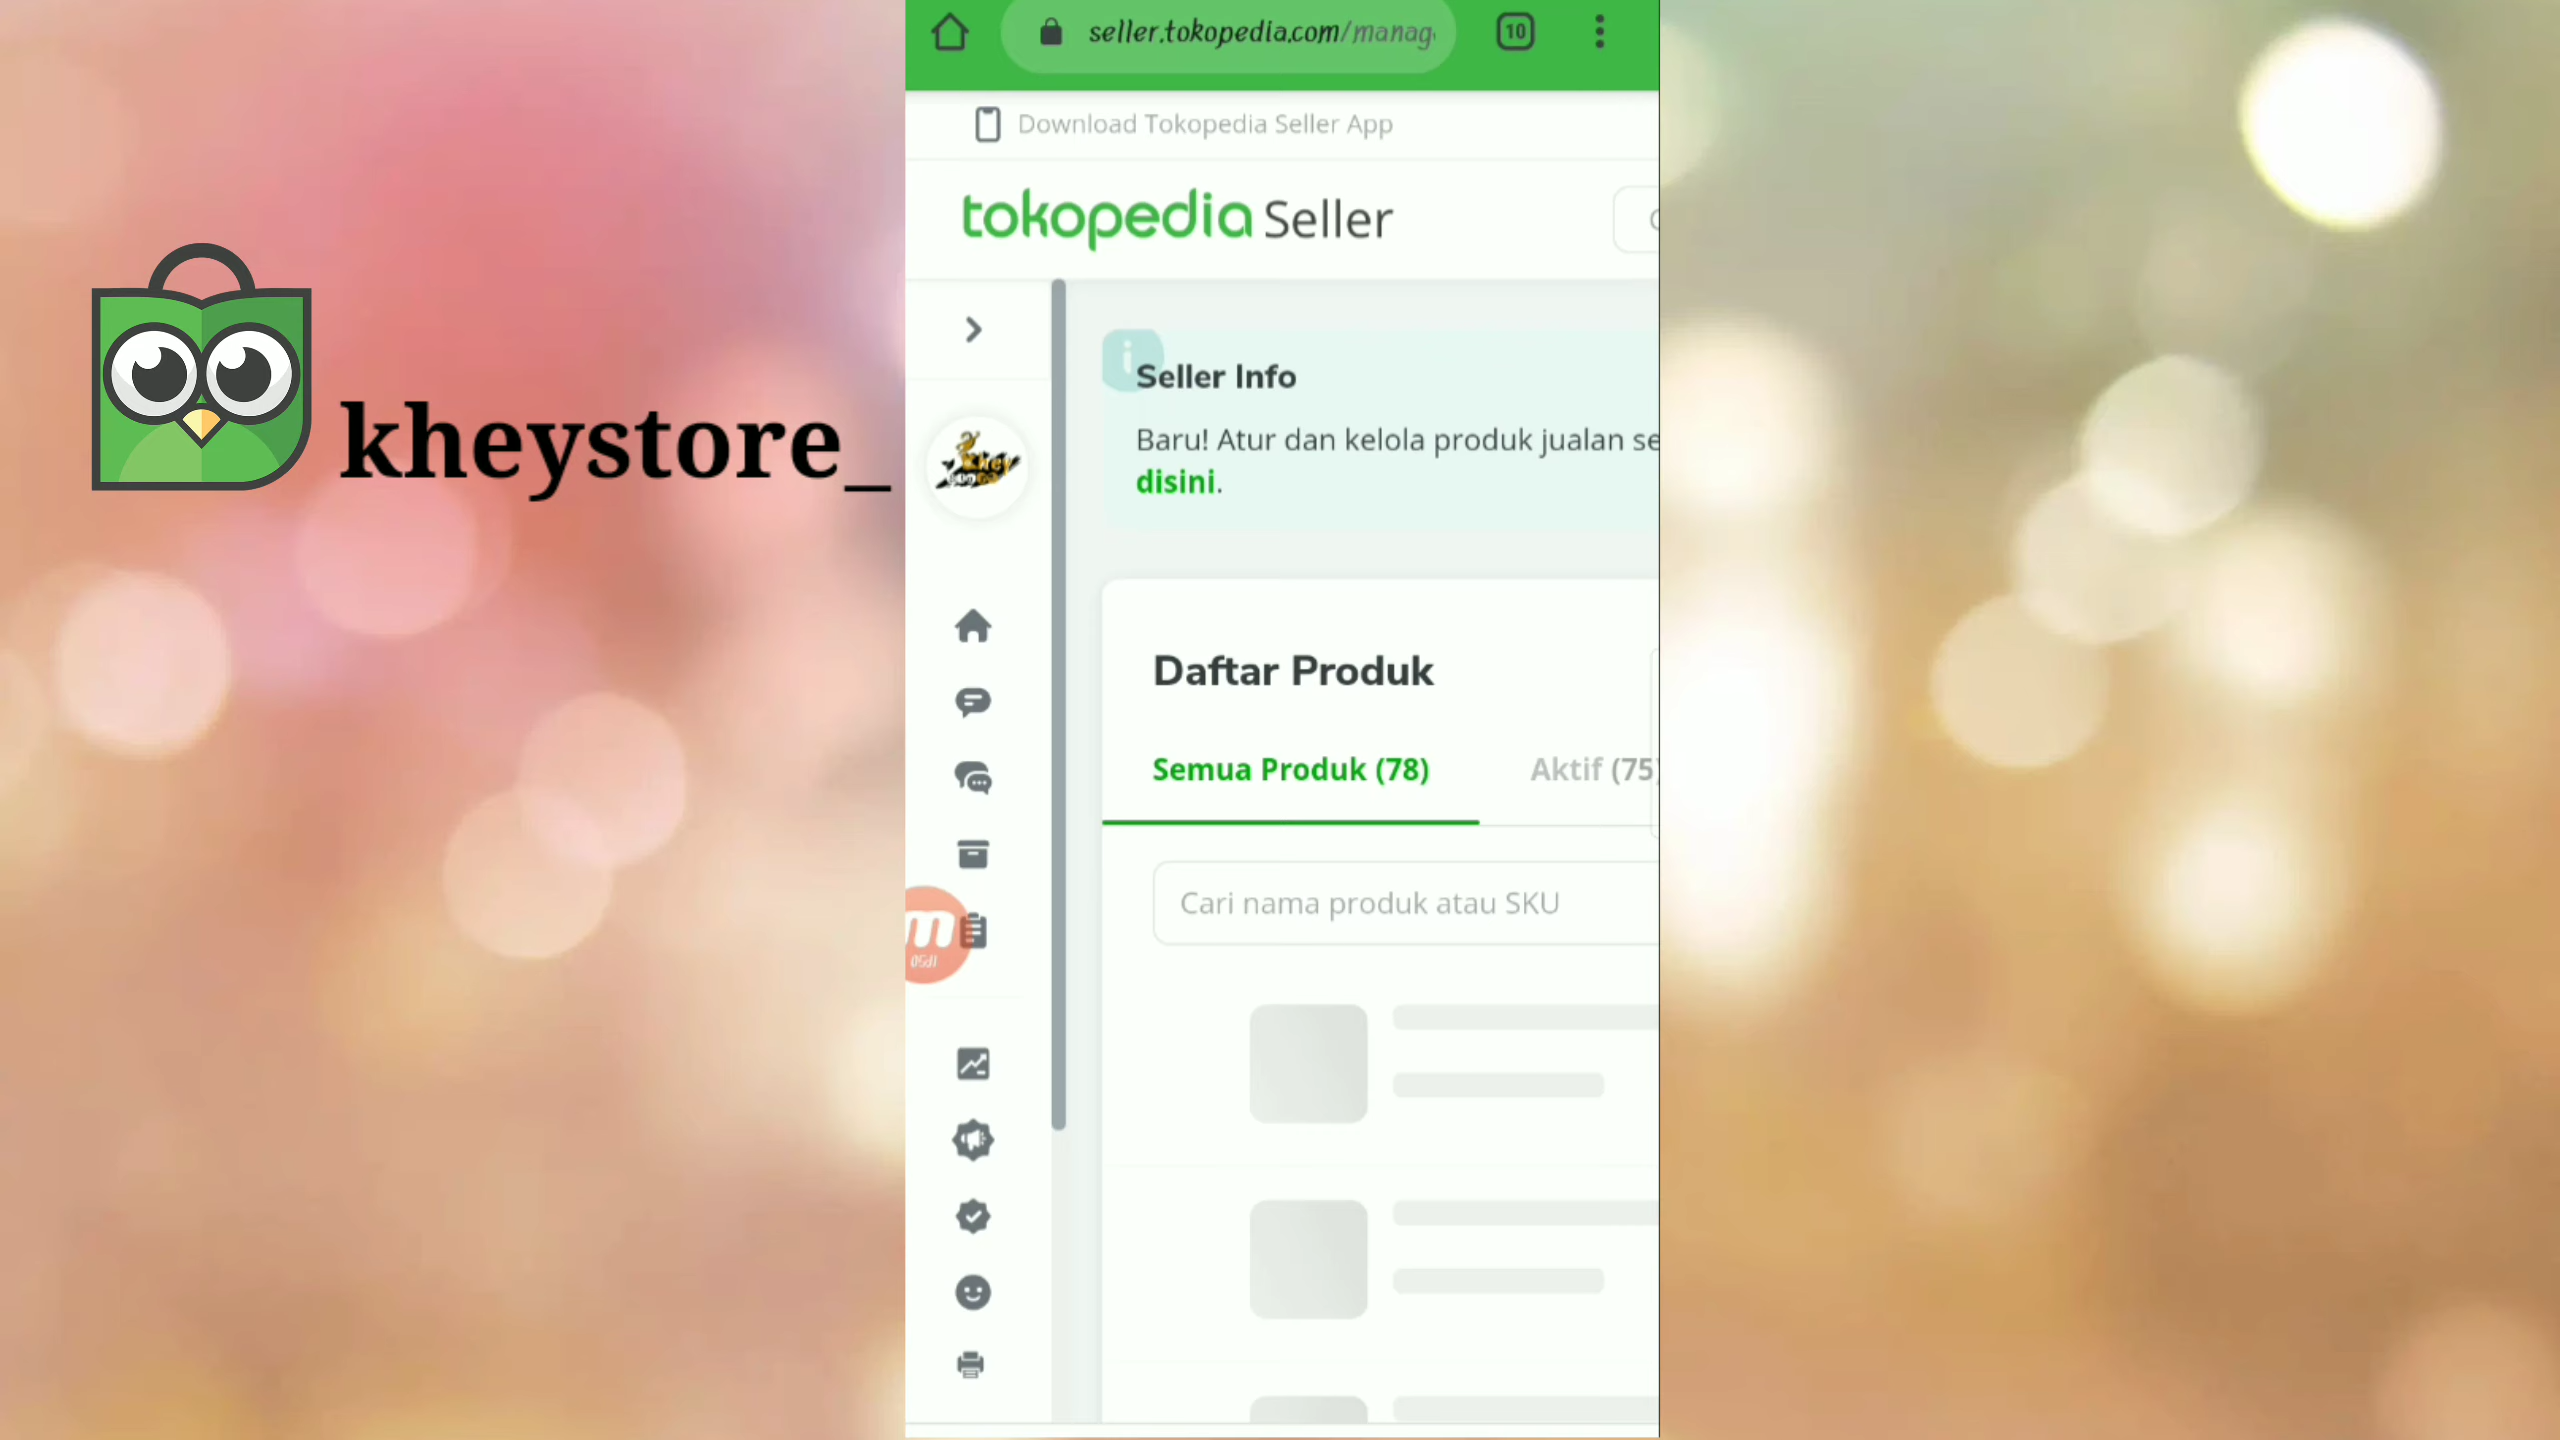 seller.tokopedia.com/manag
10
Download Tokopedia Seller App
tokopedia Seller
Seller Info
Baru! Atur dan kelola produk jualan se
disini.
kheystore_
Khey
Daftar Produk
Semua Produk (78)
Aktif (75)
Cari nama produk atau SKU
m